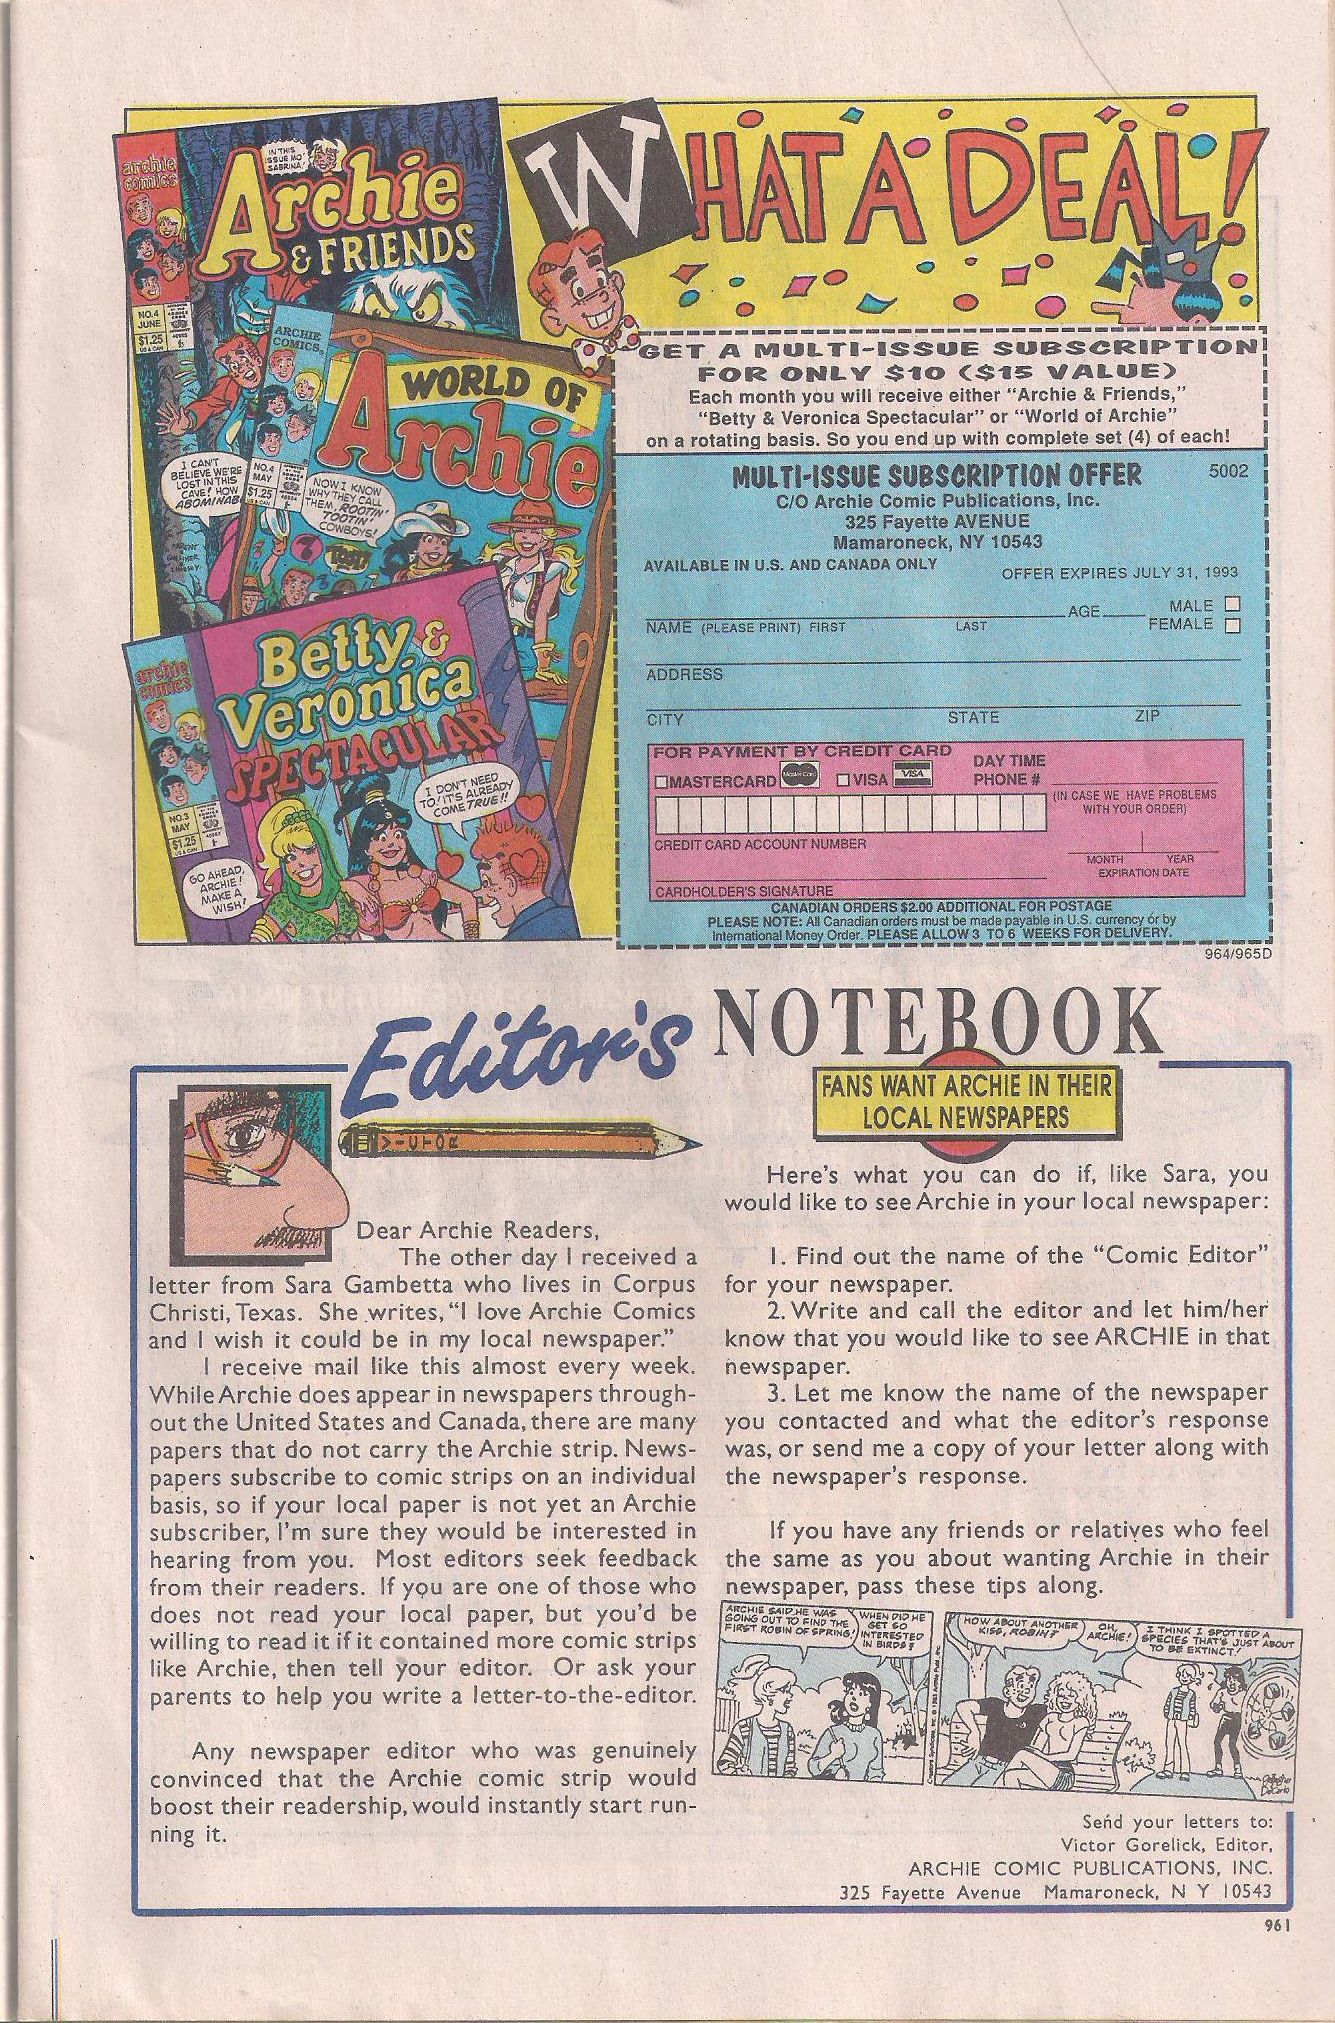 WHAT A DEAL!
IN THIS
ISSUE MO'
SABRINA!
archie
comics
Archie
& FRIENDS
NO.4
JUNE
$1.25
US & CAN
I CAN'T
BELIEVE WE'RE
LOST IN THIS
CAVE! HOW
ABOMINAB
ARCHIE
COMICS
WORLD OF
Archie
NO.4
MAY
$1.25
NOW I KNOW
WHY THEY CALL
THEM ROOTIN'
TOOTIN'
COWBOYS!
archie
comics
Betty &
Veronica
SPECTACULAR
NO.3
MAY
$1.25
US & CAN
I DON'T NEED
TO! IT'S ALREADY
COME TRUE!!
GO AHEAD,
ARCHIE!
MAKE A
WISH!
GET A MULTI-ISSUE SUBSCRIPTION
FOR ONLY $10 ($15 VALUE)
Each month you will receive either "Archie & Friends,"
"Betty & Veronica Spectacular" or "World of Archie"
on a rotating basis. So you end up with complete set (4) of each!
MULTI-ISSUE SUBSCRIPTION OFFER 5002
C/O Archie Comic Publications, Inc.
325 Fayette AVENUE
Mamaroneck, NY 10543
AVAILABLE IN U.S. AND CANADA ONLY
OFFER EXPIRES JULY 31, 1993
NAME (PLEASE PRINT) FIRST LAST AGE MALE
FEMALE
ADDRESS
CITY STATE ZIP
FOR PAYMENT BY CREDIT CARD
MASTERCARD MasterCard VISA VISA
DAY TIME
PHONE #
(IN CASE WE HAVE PROBLEMS
WITH YOUR ORDER)
CREDIT CARD ACCOUNT NUMBER
MONTH YEAR
EXPIRATION DATE
CARDHOLDER'S SIGNATURE
CANADIAN ORDERS $2.00 ADDITIONAL FOR POSTAGE
PLEASE NOTE: All Canadian orders must be made payable in U.S. currency or by
International Money Order. PLEASE ALLOW 3 TO 6 WEEKS FOR DELIVERY.
964/965D
Editor's NOTEBOOK
VICTOR
Dear Archie Readers,
The other day I received a
letter from Sara Gambetta who lives in Corpus
Christi, Texas. She writes, "I love Archie Comics
and I wish it could be in my local newspaper."
I receive mail like this almost every week.
While Archie does appear in newspapers through-
out the United States and Canada, there are many
papers that do not carry the Archie strip. News-
papers subscribe to comic strips on an individual
basis, so if your local paper is not yet an Archie
subscriber, I'm sure they would be interested in
hearing from you. Most editors seek feedback
from their readers. If you are one of those who
does not read your local paper, but you'd be
willing to read it if it contained more comic strips
like Archie, then tell your editor. Or ask your
parents to help you write a letter-to-the-editor.
Any newspaper editor who was genuinely
convinced that the Archie comic strip would
boost their readership, would instantly start run-
ning it.
FANS WANT ARCHIE IN THEIR
LOCAL NEWSPAPERS
Here's what you can do if, like Sara, you
would like to see Archie in your local newspaper:
1. Find out the name of the "Comic Editor"
for your newspaper.
2. Write and call the editor and let him/her
know that you would like to see ARCHIE in that
newspaper.
3. Let me know the name of the newspaper
you contacted and what the editor's response
was, or send me a copy of your letter along with
the newspaper's response.
If you have any friends or relatives who feel
the same as you about wanting Archie in their
newspaper, pass these tips along.
ARCHIE SAID HE WAS
GOING OUT TO FIND THE
FIRST ROBIN OF SPRING!
WHEN DID HE
GET SO
INTERESTED
IN BIRDS?
HOW ABOUT ANOTHER
KISS, ROBIN?
OH,
ARCHIE!
I THINK I SPOTTED A
SPECIES THAT'S JUST ABOUT
TO BE EXTINCT!
Send your letters to:
Victor Gorelick, Editor,
ARCHIE COMIC PUBLICATIONS, INC.
325 Fayette Avenue Mamaroneck, N Y 10543
961